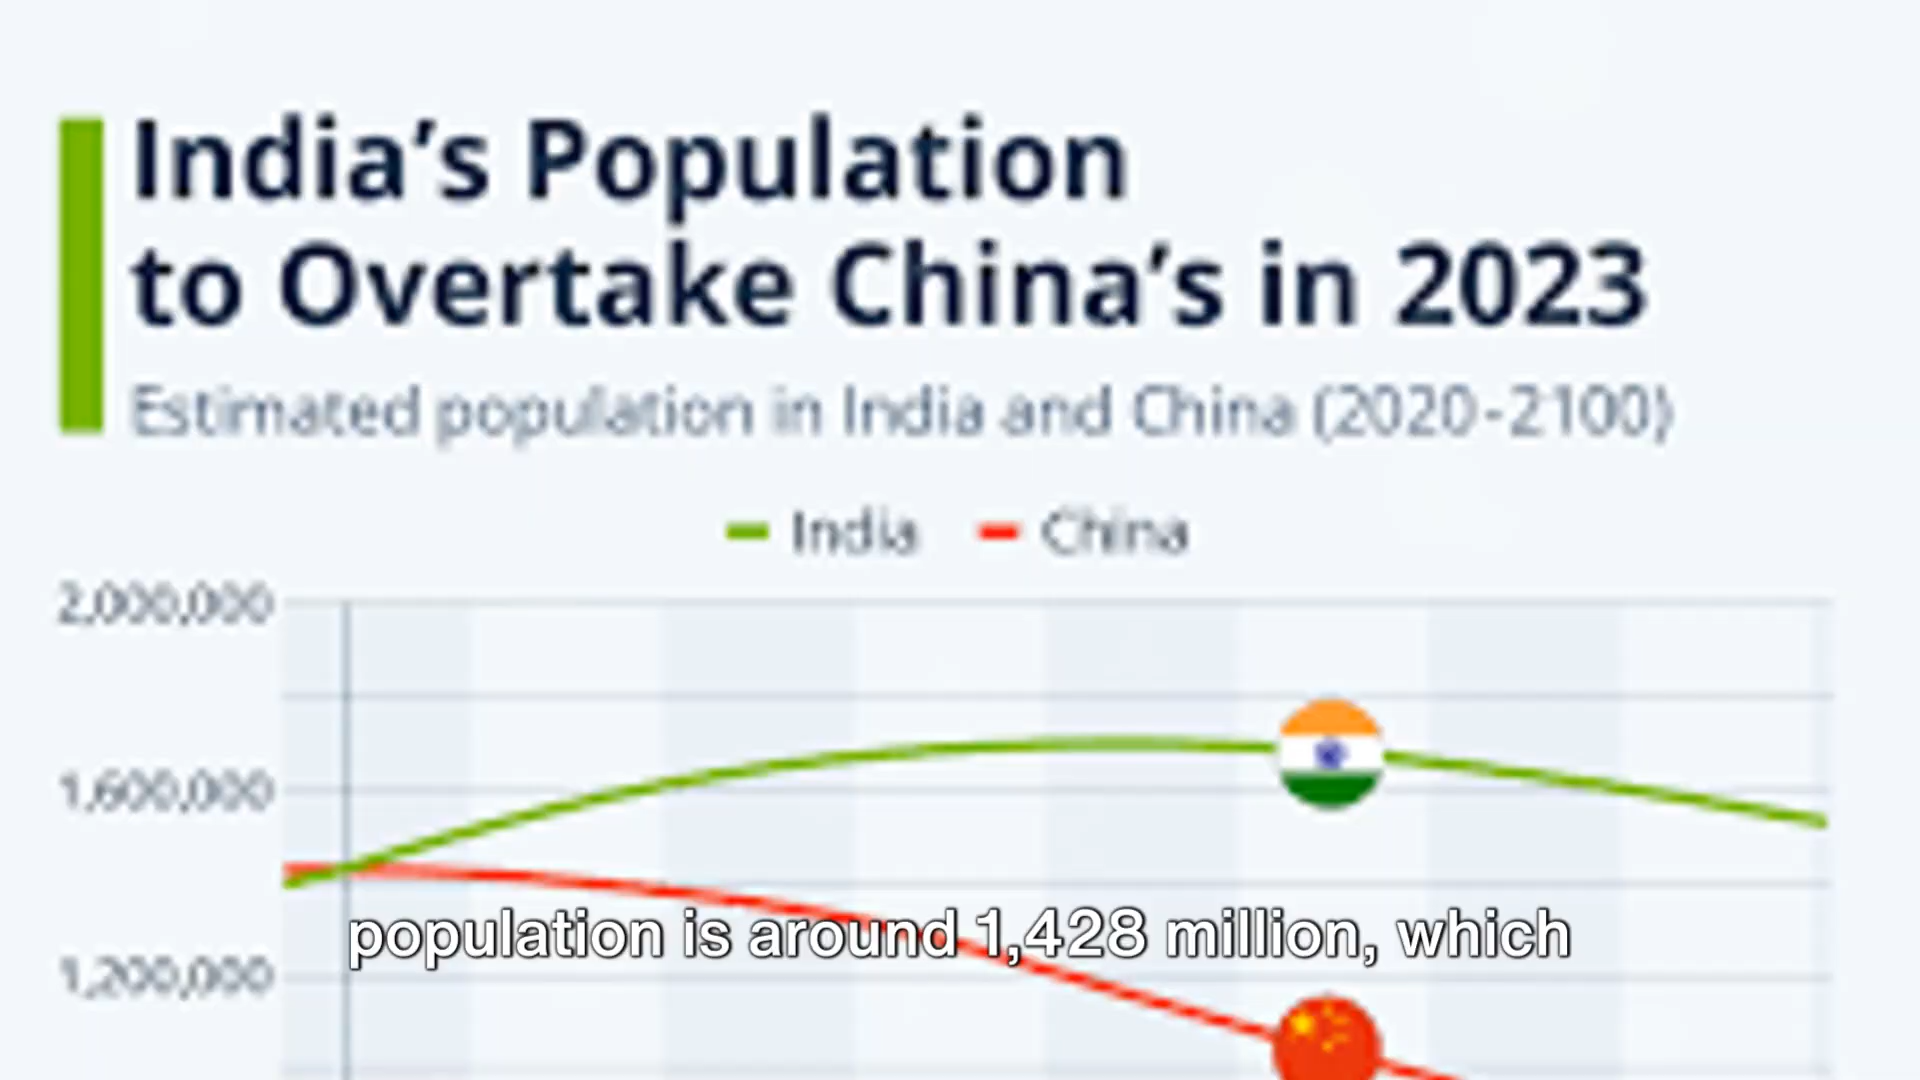 India’s Population
to Overtake China’s in 2023
Estimated population in India and China (2020-2100)
India China
2,000,000
1,600,000
population is around 1,428 million, which
1,200,000